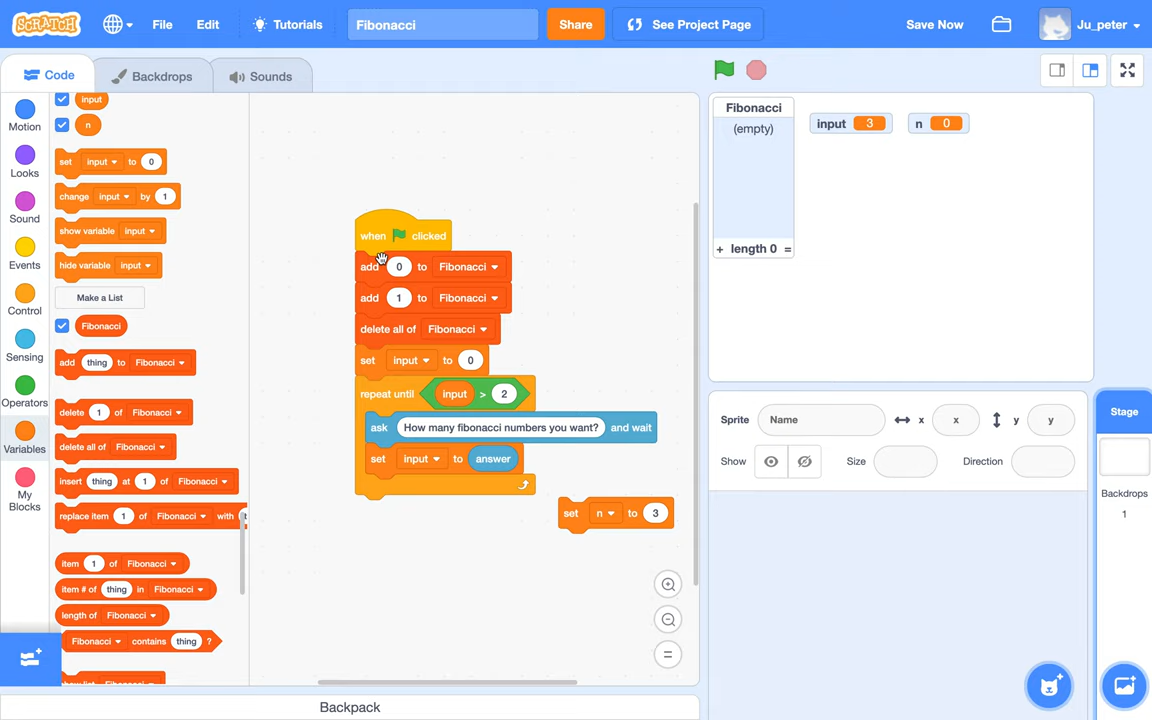 SCRATCH
File
Edit
Tutorials
Fibonacci
Share
See Project Page
Save Now
Ju_peter
Code
Backdrops
Sounds
Motion
Looks
Sound
Events
Control
Sensing
Operators
Variables
My
Blocks
input
n
set input to 0
change input by 1
show variable input
hide variable input
Make a List
Fibonacci
add thing to Fibonacci
delete 1 of Fibonacci
delete all of Fibonacci
insert thing at 1 of Fibonacci
replace item 1 of Fibonacci with
item 1 of Fibonacci
item # of thing in Fibonacci
length of Fibonacci
Fibonacci contains thing ?
when clicked
add 0 to Fibonacci
add 1 to Fibonacci
delete all of Fibonacci
set input to 0
repeat until input > 2
ask How many fibonacci numbers you want? and wait
set input to answer
set n to 3
Backpack
Fibonacci
(empty)
+ length 0 =
input 3
n 0
Sprite Name x x y y
Show Size Direction
Stage
Backdrops
1